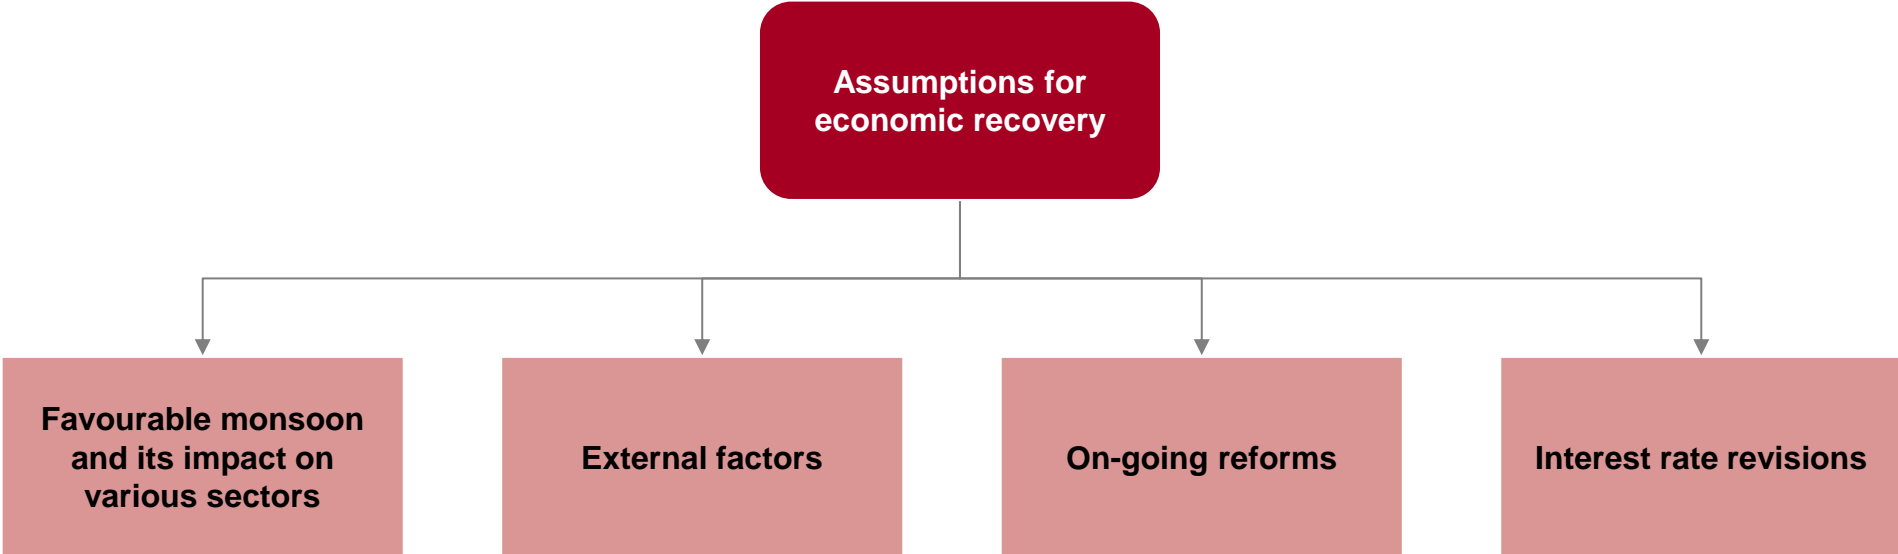 Assumptions for
economic recovery
Favourable monsoon
and its impact on
various sectors
External factors
On-going reforms
Interest rate revisions